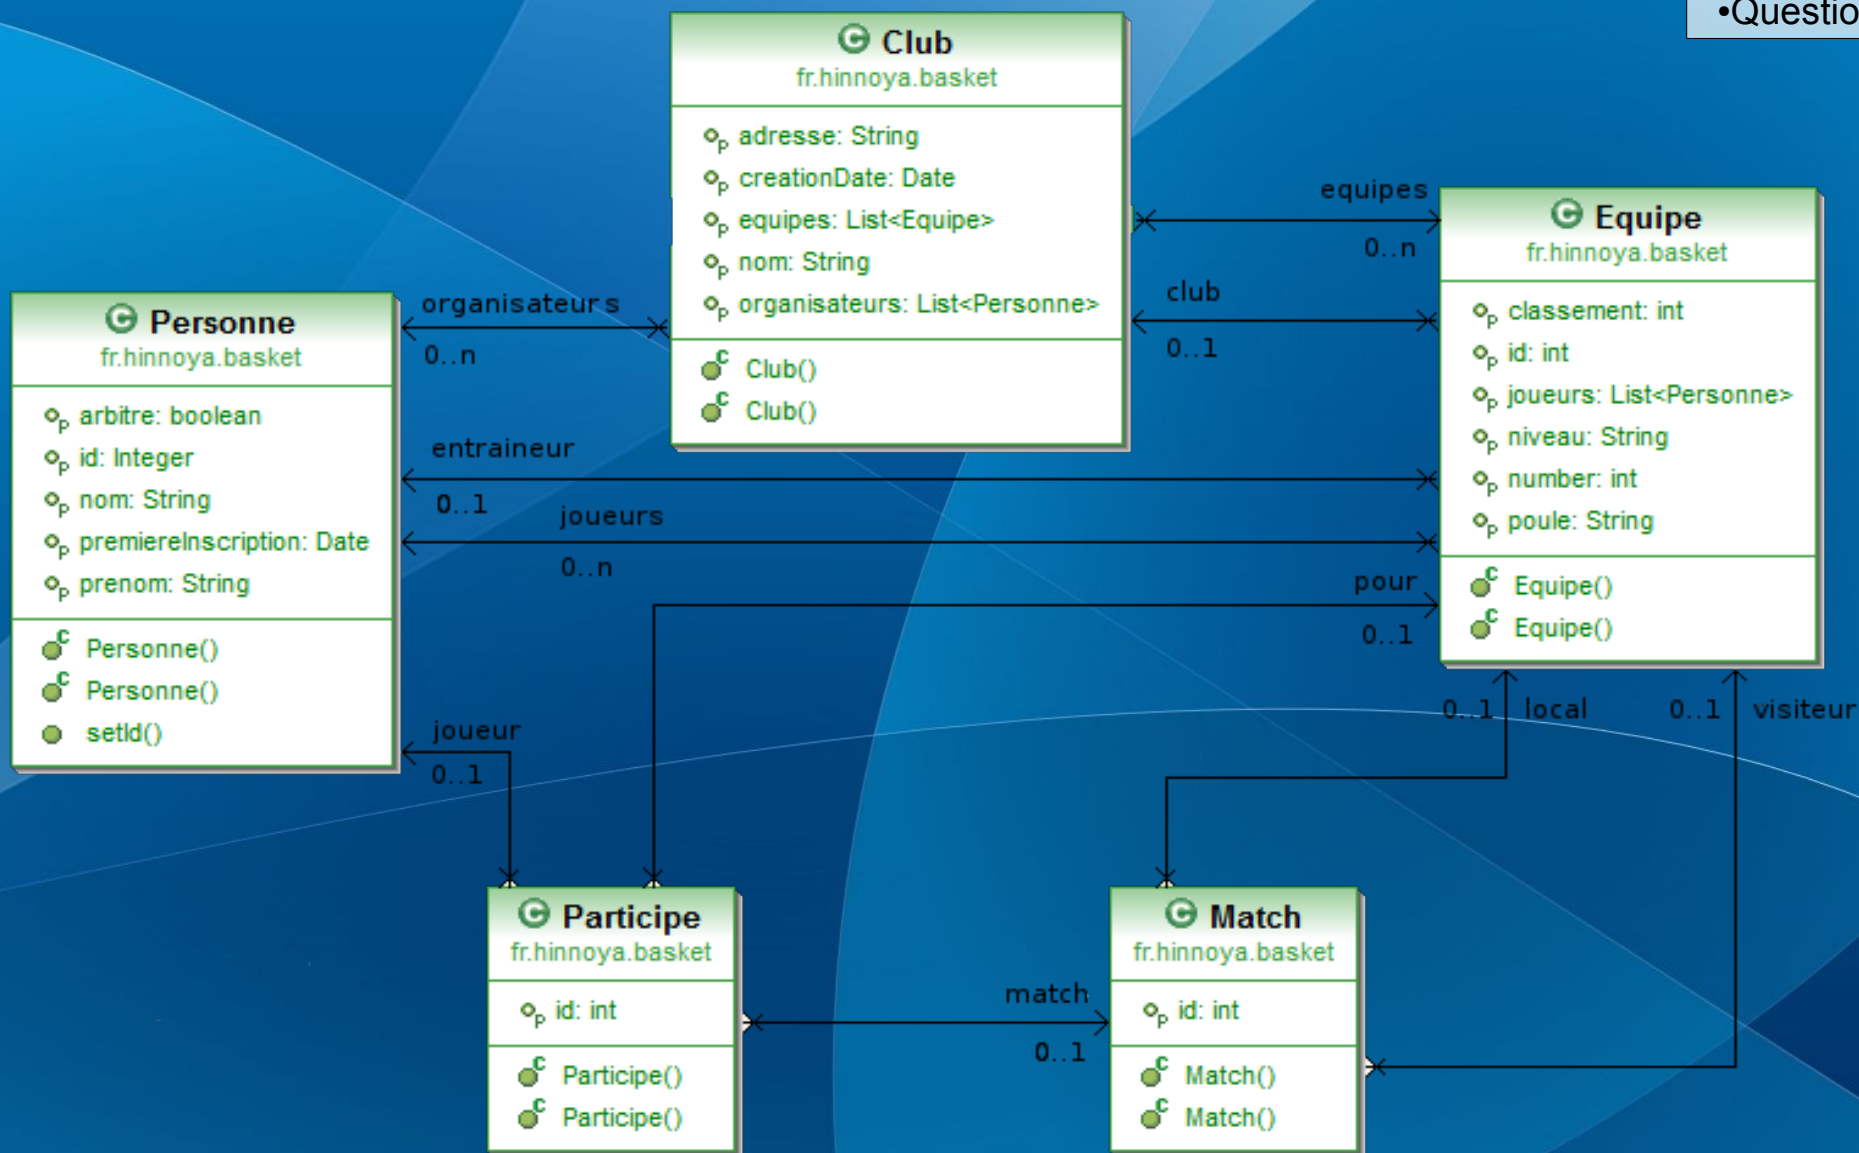 •Questio
Club
fr.hinnoya.basket
adresse: String
creationDate: Date
equipes: List<Equipe>
nom: String
organisateurs: List<Personne>
Club()
Club()
equipes
0..n
club
0..1
Equipe
fr.hinnoya.basket
classement: int
id: int
joueurs: List<Personne>
niveau: String
number: int
poule: String
Equipe()
Equipe()
organisateurs
0..n
Personne
fr.hinnoya.basket
arbitre: boolean
id: Integer
nom: String
premiereInscription: Date
prenom: String
Personne()
Personne()
setId()
entraineur
0..1
joueurs
0..n
pour
0..1
joueur
0..1
0..1 local
0..1 visiteur
Participe
fr.hinnoya.basket
id: int
Participe()
Participe()
match
0..1
Match
fr.hinnoya.basket
id: int
Match()
Match()